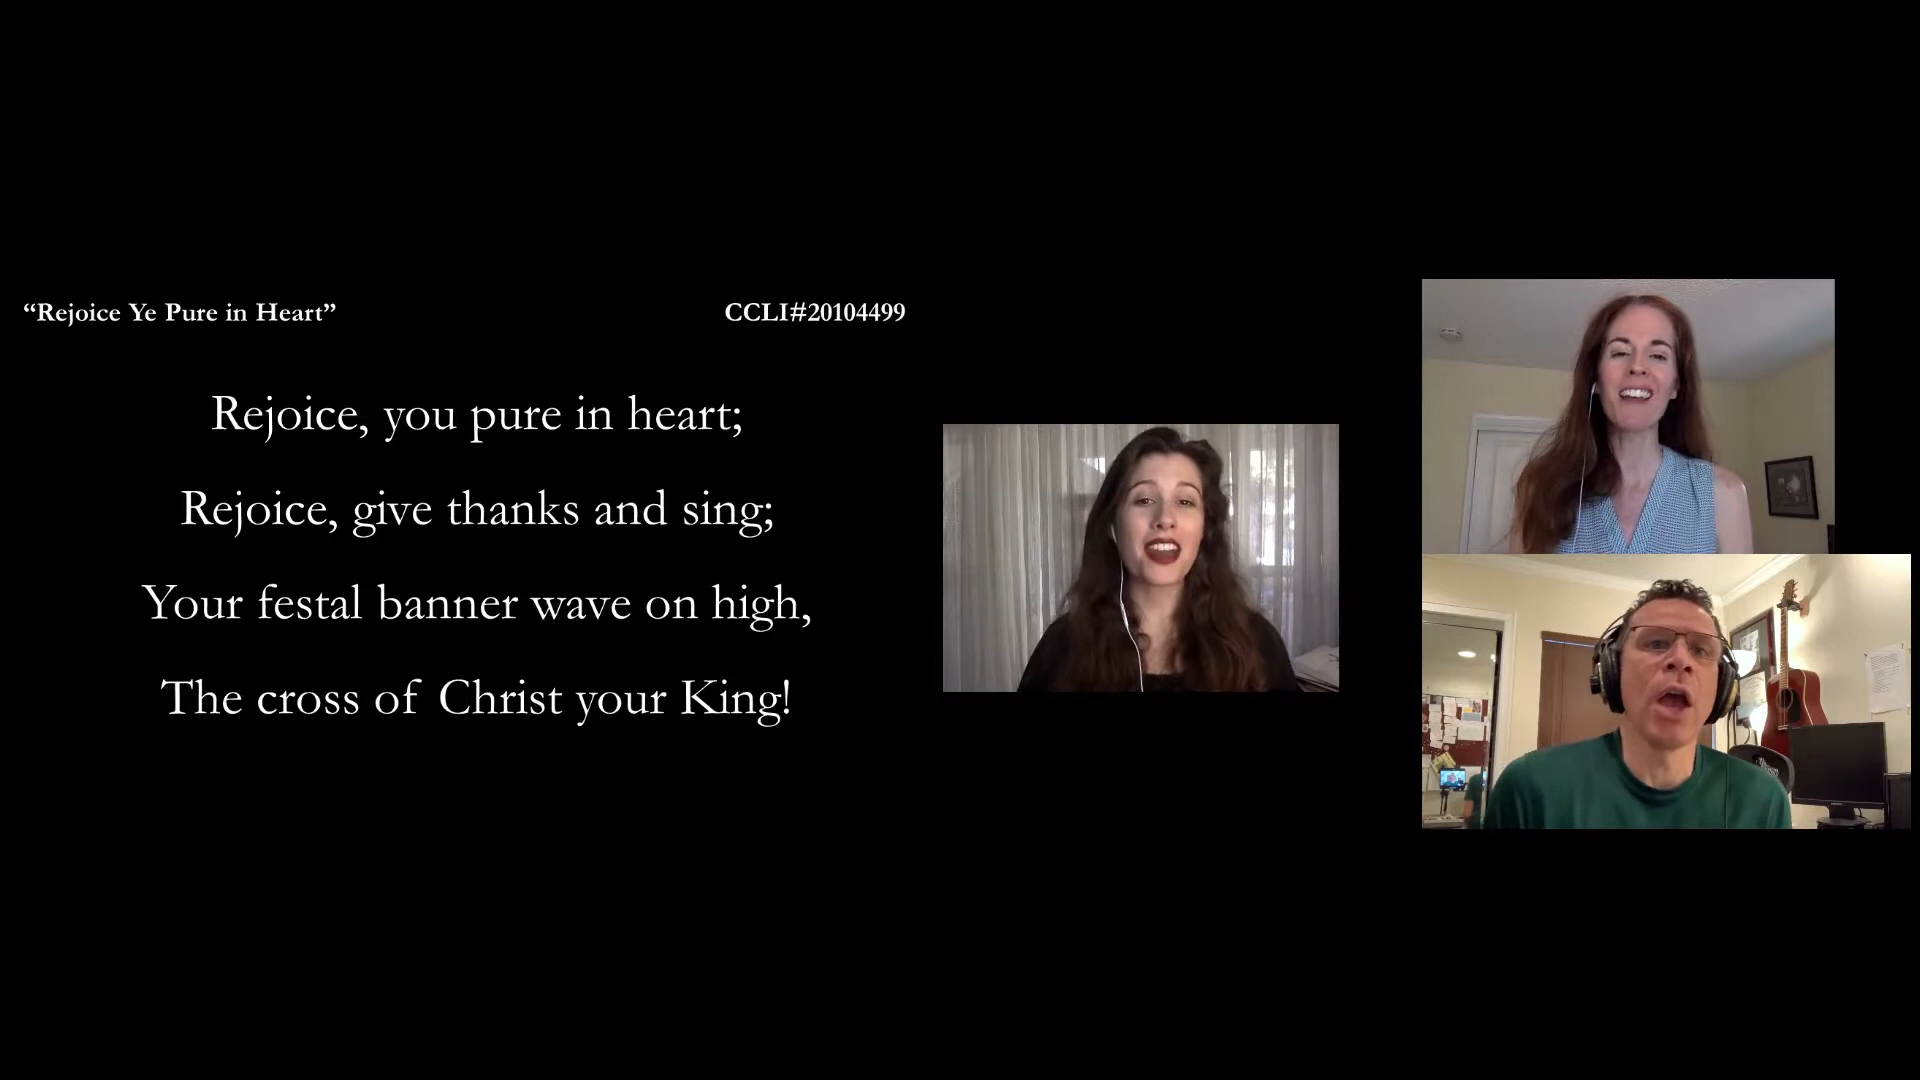 “Rejoice Ye Pure in Heart” CCLI#20104499
Rejoice, you pure in heart;
Rejoice, give thanks and sing;
Your festal banner wave on high,
The cross of Christ your King!